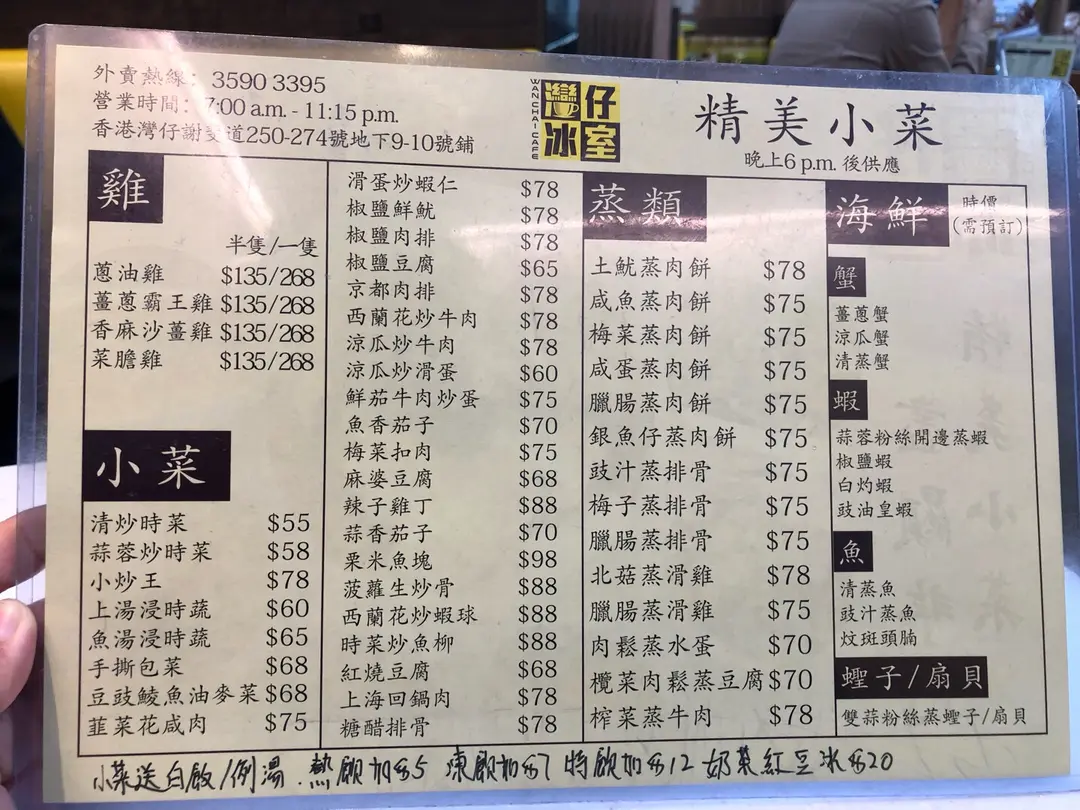 外賣熱線: 3590 3395
營業時間: 7:00 a.m. - 11:15 p.m.
香港灣仔謝斐道250-274號地下9-10號鋪
WAN CHAI CAFE
灣仔
冰室
精美小菜
晚上6 p.m. 後供應
雞
半隻/一隻
蔥油雞 $135/268
薑蔥霸王雞 $135/268
香麻沙薑雞 $135/268
菜膽雞 $135/268
小菜
清炒時菜 $55
蒜蓉炒時菜 $58
小炒王 $78
上湯浸時蔬 $60
魚湯浸時蔬 $65
手撕包菜 $68
豆豉鯪魚油麥菜 $68
韮菜花咸肉 $75
滑蛋炒蝦仁 $78
椒鹽鮮魷 $78
椒鹽肉排 $78
椒鹽豆腐 $65
京都肉排 $78
西蘭花炒牛肉 $78
涼瓜炒牛肉 $78
涼瓜炒滑蛋 $60
鮮茄牛肉炒蛋 $75
魚香茄子 $70
梅菜扣肉 $75
麻婆豆腐 $68
辣子雞丁 $88
蒜香茄子 $70
粟米魚塊 $98
菠蘿生炒骨 $88
西蘭花炒蝦球 $88
時菜炒魚柳 $88
紅燒豆腐 $68
上海回鍋肉 $78
糖醋排骨 $78
蒸類
土魷蒸肉餅 $78
咸魚蒸肉餅 $75
梅菜蒸肉餅 $75
咸蛋蒸肉餅 $75
臘腸蒸肉餅 $75
銀魚仔蒸肉餅 $75
豉汁蒸排骨 $75
梅子蒸排骨 $75
臘腸蒸排骨 $75
北菇蒸滑雞 $78
臘腸蒸滑雞 $75
肉鬆蒸水蛋 $70
欖菜肉鬆蒸豆腐 $70
榨菜蒸牛肉 $78
海鮮
時價
(需預訂)
蟹
薑蔥蟹
涼瓜蟹
清蒸蟹
蝦
蒜蓉粉絲開邊蒸蝦
椒鹽蝦
白灼蝦
豉油皇蝦
魚
清蒸魚
豉汁蒸魚
炆斑頭腩
蟶子/扇貝
雙蒜粉絲蒸蟶子/扇貝
小菜送白飯/例湯.熱飲加$5 凍飲加$7 特飲加$12 奶茶紅豆冰$20